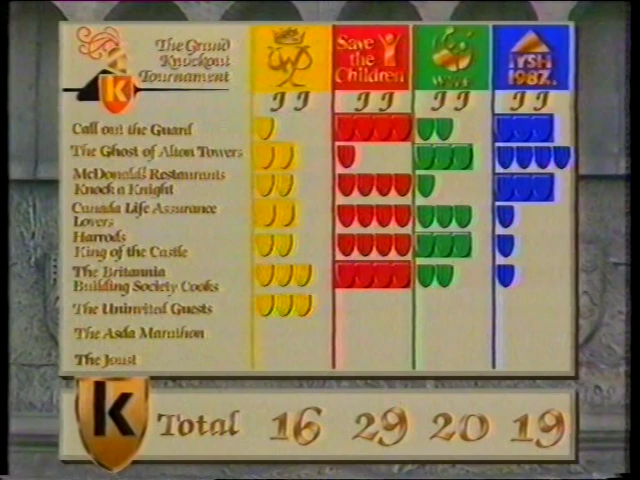 The Grand
Knockout
Tournament
K
Save
the
Children
WWF
IYSH
1987.
J J J J J J J J
Call out the Guard
The Ghost of Alton Towers
McDonalds Restaurants
Knock a Knight
Canada Life Assurance
Lovers
Harrods
King of the Castle
The Britannia
Building Society Cooks
The Uninvited Guests
The Asda Marathon
The Joust
K
Total 16 29 20 19